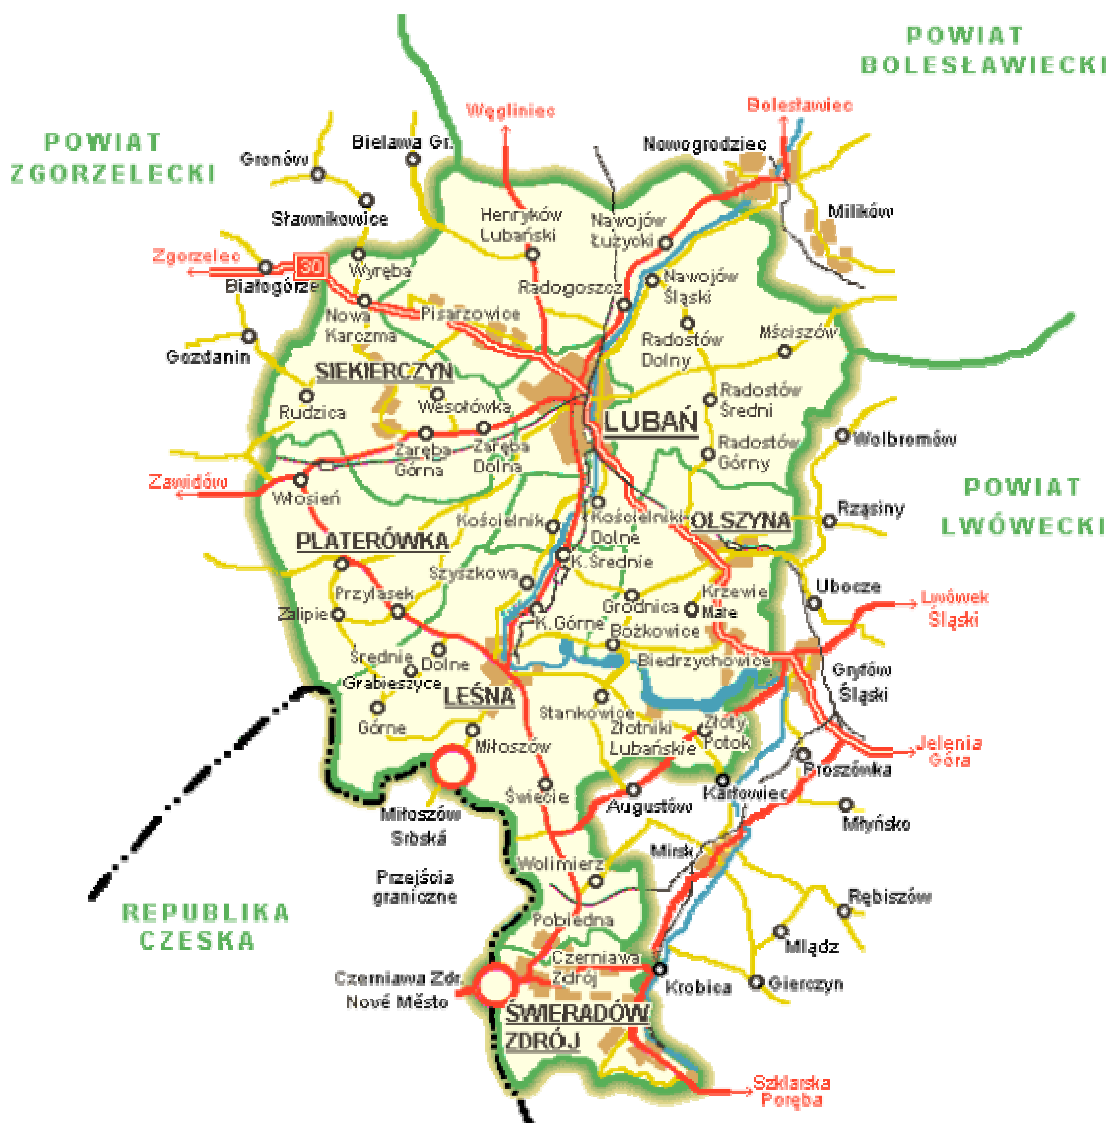 POWIAT
BOLESŁAWIECKI
Węgliniec
Bolesławiec
POWIAT
ZGORZELECKI
Bielawa Gr.
Nowogrodziec
Gronów
Sławnikowice
Henryków
Lubański
Nawojów
Łużycki
Milików
Zgorzelec
30
Białogórze
Wyręba
Radogoszcz
Nawojów
Śląski
Nowa
Karczma
Pisarzowice
Radostów
Dolny
Mściszów
Gozdanin
SIEKIERCZYN
Rudzica
Wesołówka
Radostów
Średni
LUBAŃ
Zaręba
Górna
Zaręba
Dolna
Radostów
Górny
Wolbromów
Zawidów
Włosień
POWIAT
LWÓWECKI
Kościelnik
Kościelniki
Dolne
OLSZYNA
Rząsiny
PLATERÓWKA
K.Średnie
Szyszkowa
Przylasek
Zalipie
Grodnica
Krzewie
Małe
Ubocze
Lwówek
Śląski
K.Górne
Bożkowice
Średnie
Dolne
Grabieszyce
Górne
LEŚNA
Biedrzychowice
Gryfów
Śląski
Stankowice
Złotniki
Lubańskie
Złoty
Potok
Miłoszów
Jelenia
Góra
Proszówka
Świecie
Augustów
Karłowiec
Młyńsko
Miłoszów
Srbská
Mirsk
Wolimierz
Przejścia
graniczne
Rębiszów
REPUBLIKA
CZESKA
Pobiedna
Mlądz
Czerniawa
Zdrój
Czerniawa Zdr.
Nové Město
Krobica
Gierczyn
ŚWIERADÓW
ZDRÓJ
Szklarska
Poręba